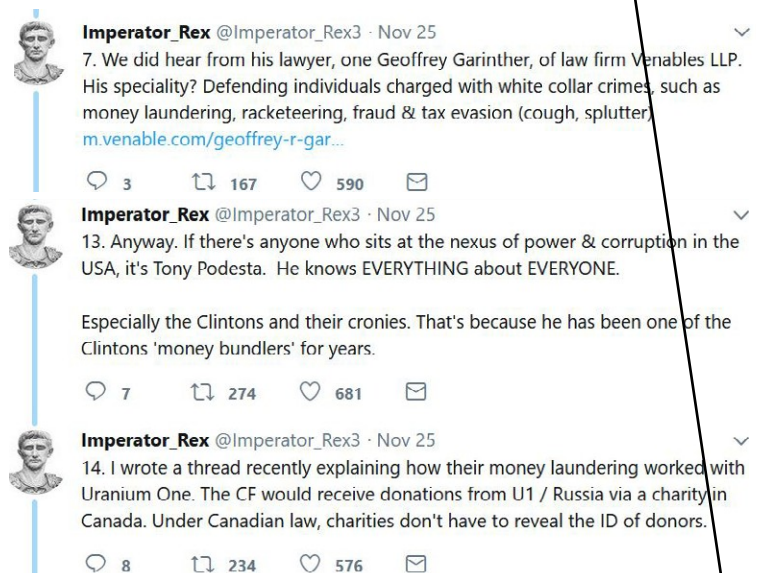 Imperator_Rex @Imperator_Rex3 · Nov 25
7. We did hear from his lawyer, one Geoffrey Garinther, of law firm Venables LLP.
His speciality? Defending individuals charged with white collar crimes, such as
money laundering, racketeering, fraud & tax evasion (cough, splutter)
m.venable.com/geoffrey-r-gar...
3 167 590
Imperator_Rex @Imperator_Rex3 · Nov 25
13. Anyway. If there's anyone who sits at the nexus of power & corruption in the
USA, it's Tony Podesta. He knows EVERYTHING about EVERYONE.
Especially the Clintons and their cronies. That's because he has been one of the
Clintons 'money bundlers' for years.
7 274 681
Imperator_Rex @Imperator_Rex3 · Nov 25
14. I wrote a thread recently explaining how their money laundering worked with
Uranium One. The CF would receive donations from U1 / Russia via a charity in
Canada. Under Canadian law, charities don't have to reveal the ID of donors.
8 234 576